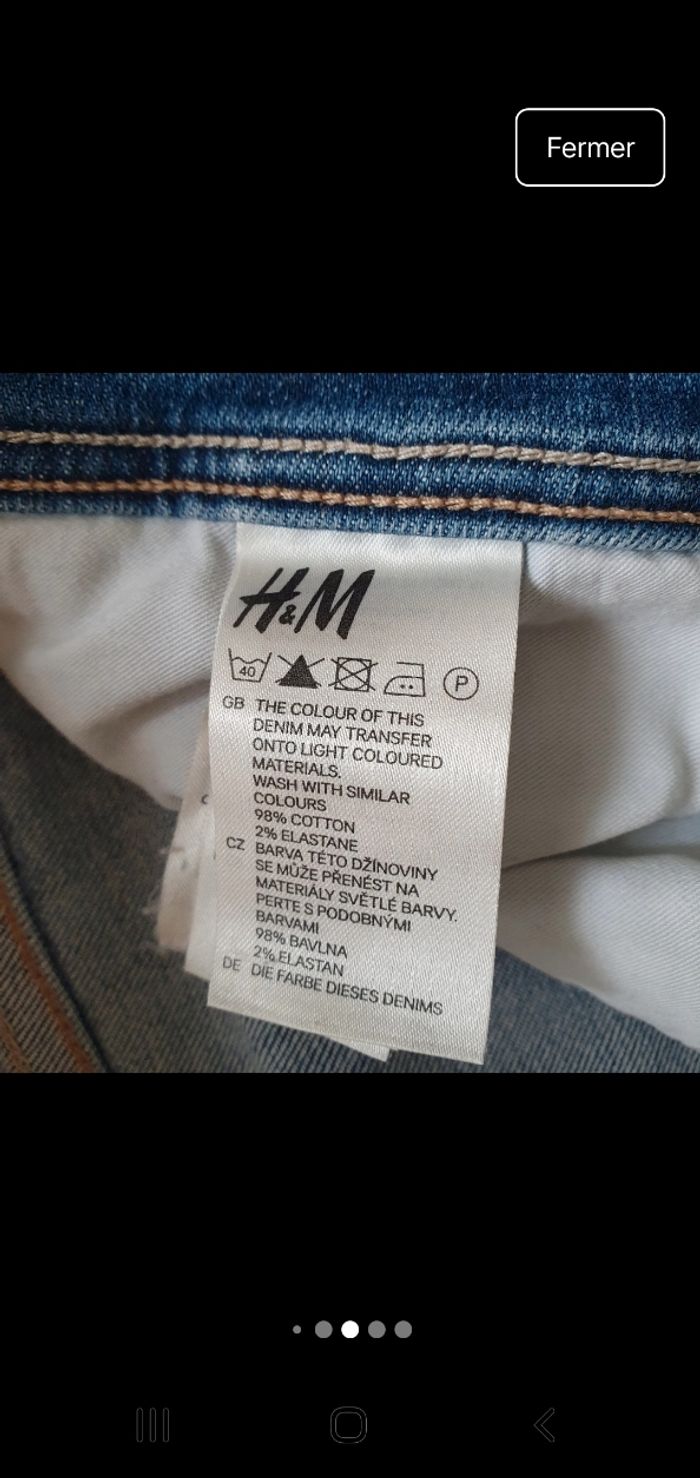 Fermer
H&M
40 P
GB THE COLOUR OF THIS
DENIM MAY TRANSFER
ONTO LIGHT COLOURED
MATERIALS.
WASH WITH SIMILAR
COLOURS
98% COTTON
2% ELASTANE
CZ BARVA TÉTO DŽÍNOVINY
SE MŮŽE PŘENÉST NA
MATERIÁLY SVĚTLÉ BARVY.
PERTE S PODOBNÝMI
BARVAMI
98% BAVLNA
2% ELASTAN
DE DIE FARBE DIESES DENIMS